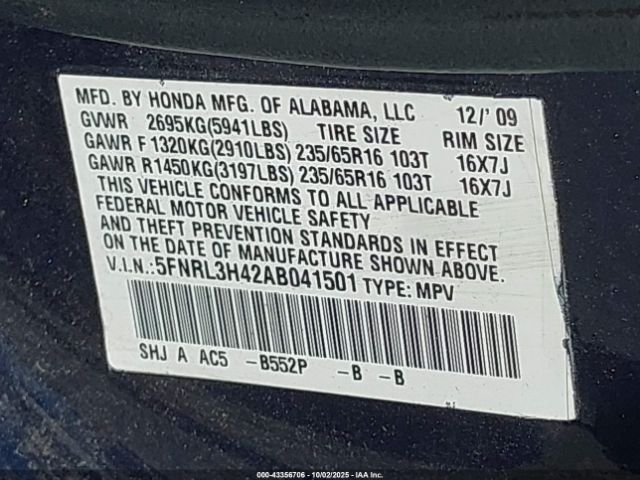 MFD. BY HONDA MFG. OF ALABAMA, LLC 12/'09
GVWR 2695KG(5941LBS) TIRE SIZE RIM SIZE
GAWR F 1320KG(2910LBS) 235/65R16 103T 16X7J
GAWR R1450KG(3197LBS) 235/65R16 103T 16X7J
THIS VEHICLE CONFORMS TO ALL APPLICABLE
FEDERAL MOTOR VEHICLE SAFETY
AND THEFT PREVENTION STANDARDS IN EFFECT
ON THE DATE OF MANUFACTURE SHOWN ABOVE.
V.I.N.:5FNRL3H42AB041501 TYPE: MPV
SHJ A AC5 -B552P -B -B
000-43356706 - 10/02/2025 - IAA Inc.